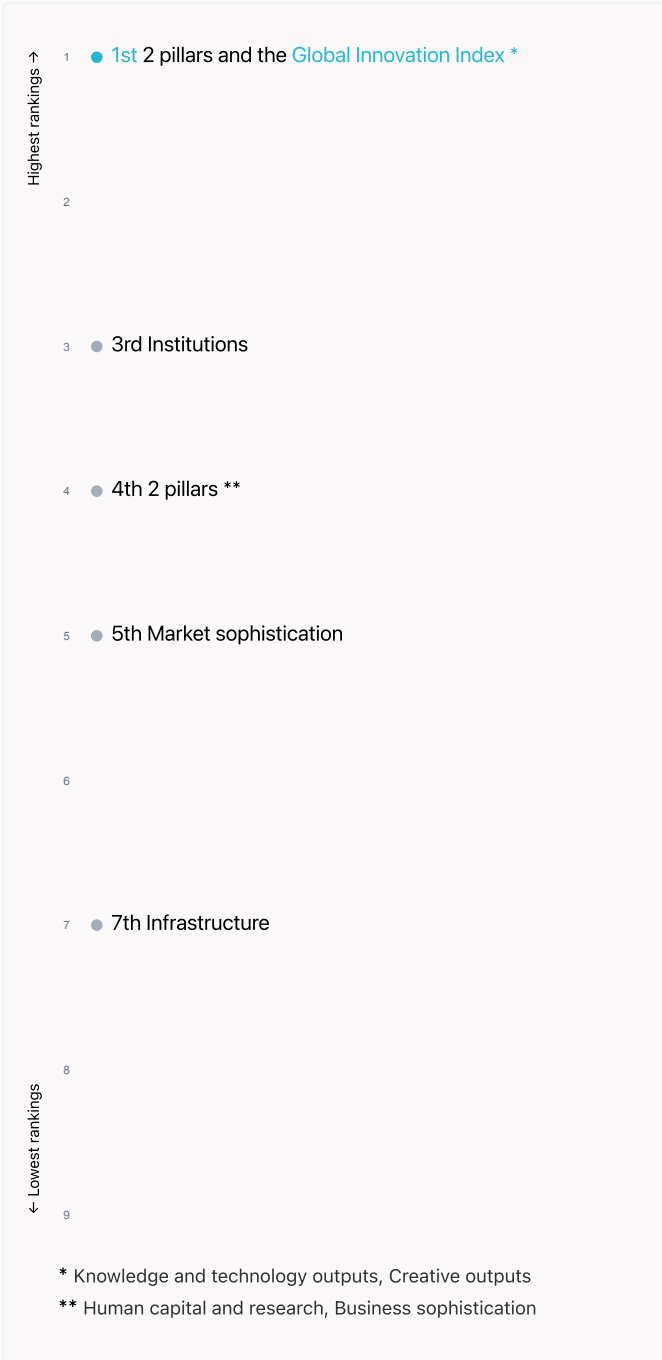 Highest rankings →
1
1st 2 pillars and the Global Innovation Index *
2
3
3rd Institutions
4
4th 2 pillars **
5
5th Market sophistication
6
7
7th Infrastructure
8
← Lowest rankings
9
* Knowledge and technology outputs, Creative outputs
** Human capital and research, Business sophistication